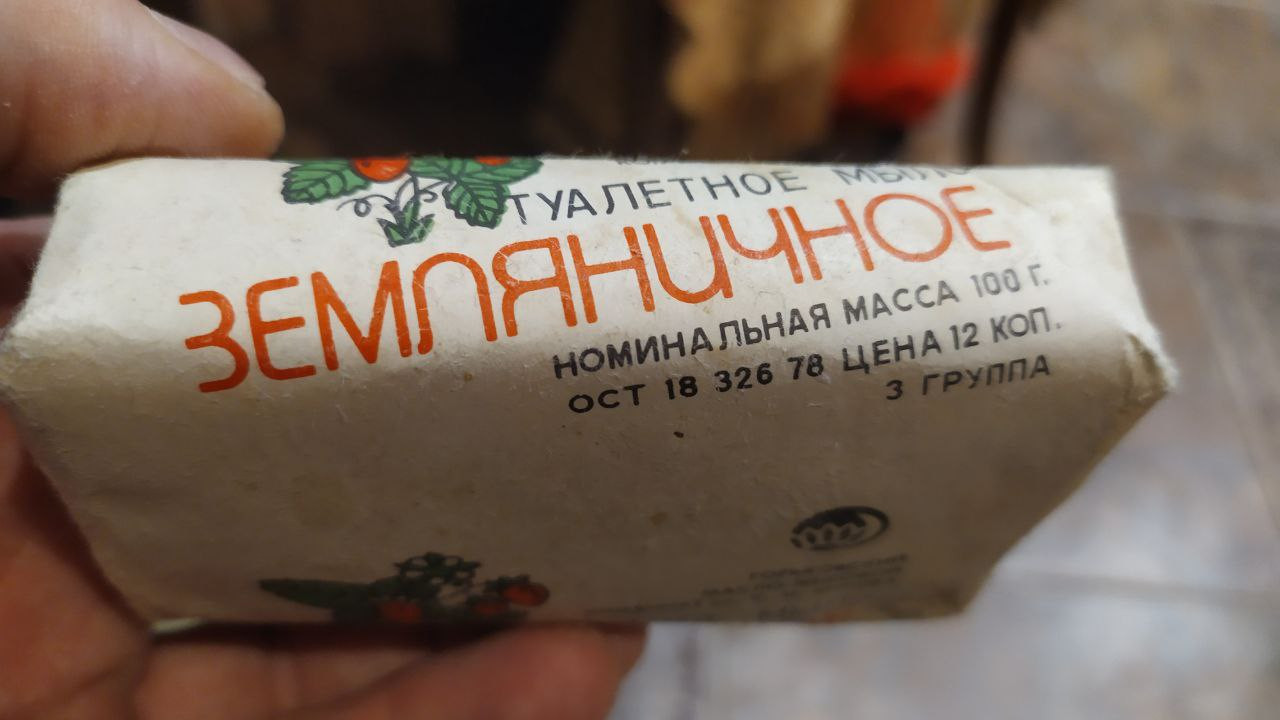 ТУАЛЕТНОЕ МЫЛО
ЗЕМЛЯНИЧНОЕ
НОМИНАЛЬНАЯ МАССА 100 Г.
ОСТ 18 326 78 ЦЕНА 12 КОП.
3 ГРУППА